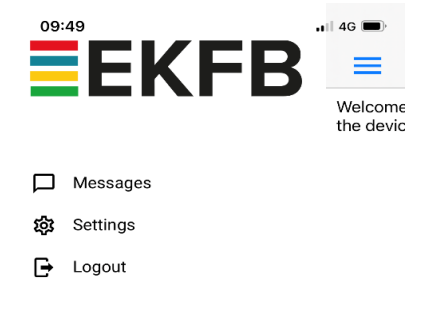 09:49
4G
EKFB
Welcome
the devic
Messages
Settings
Logout